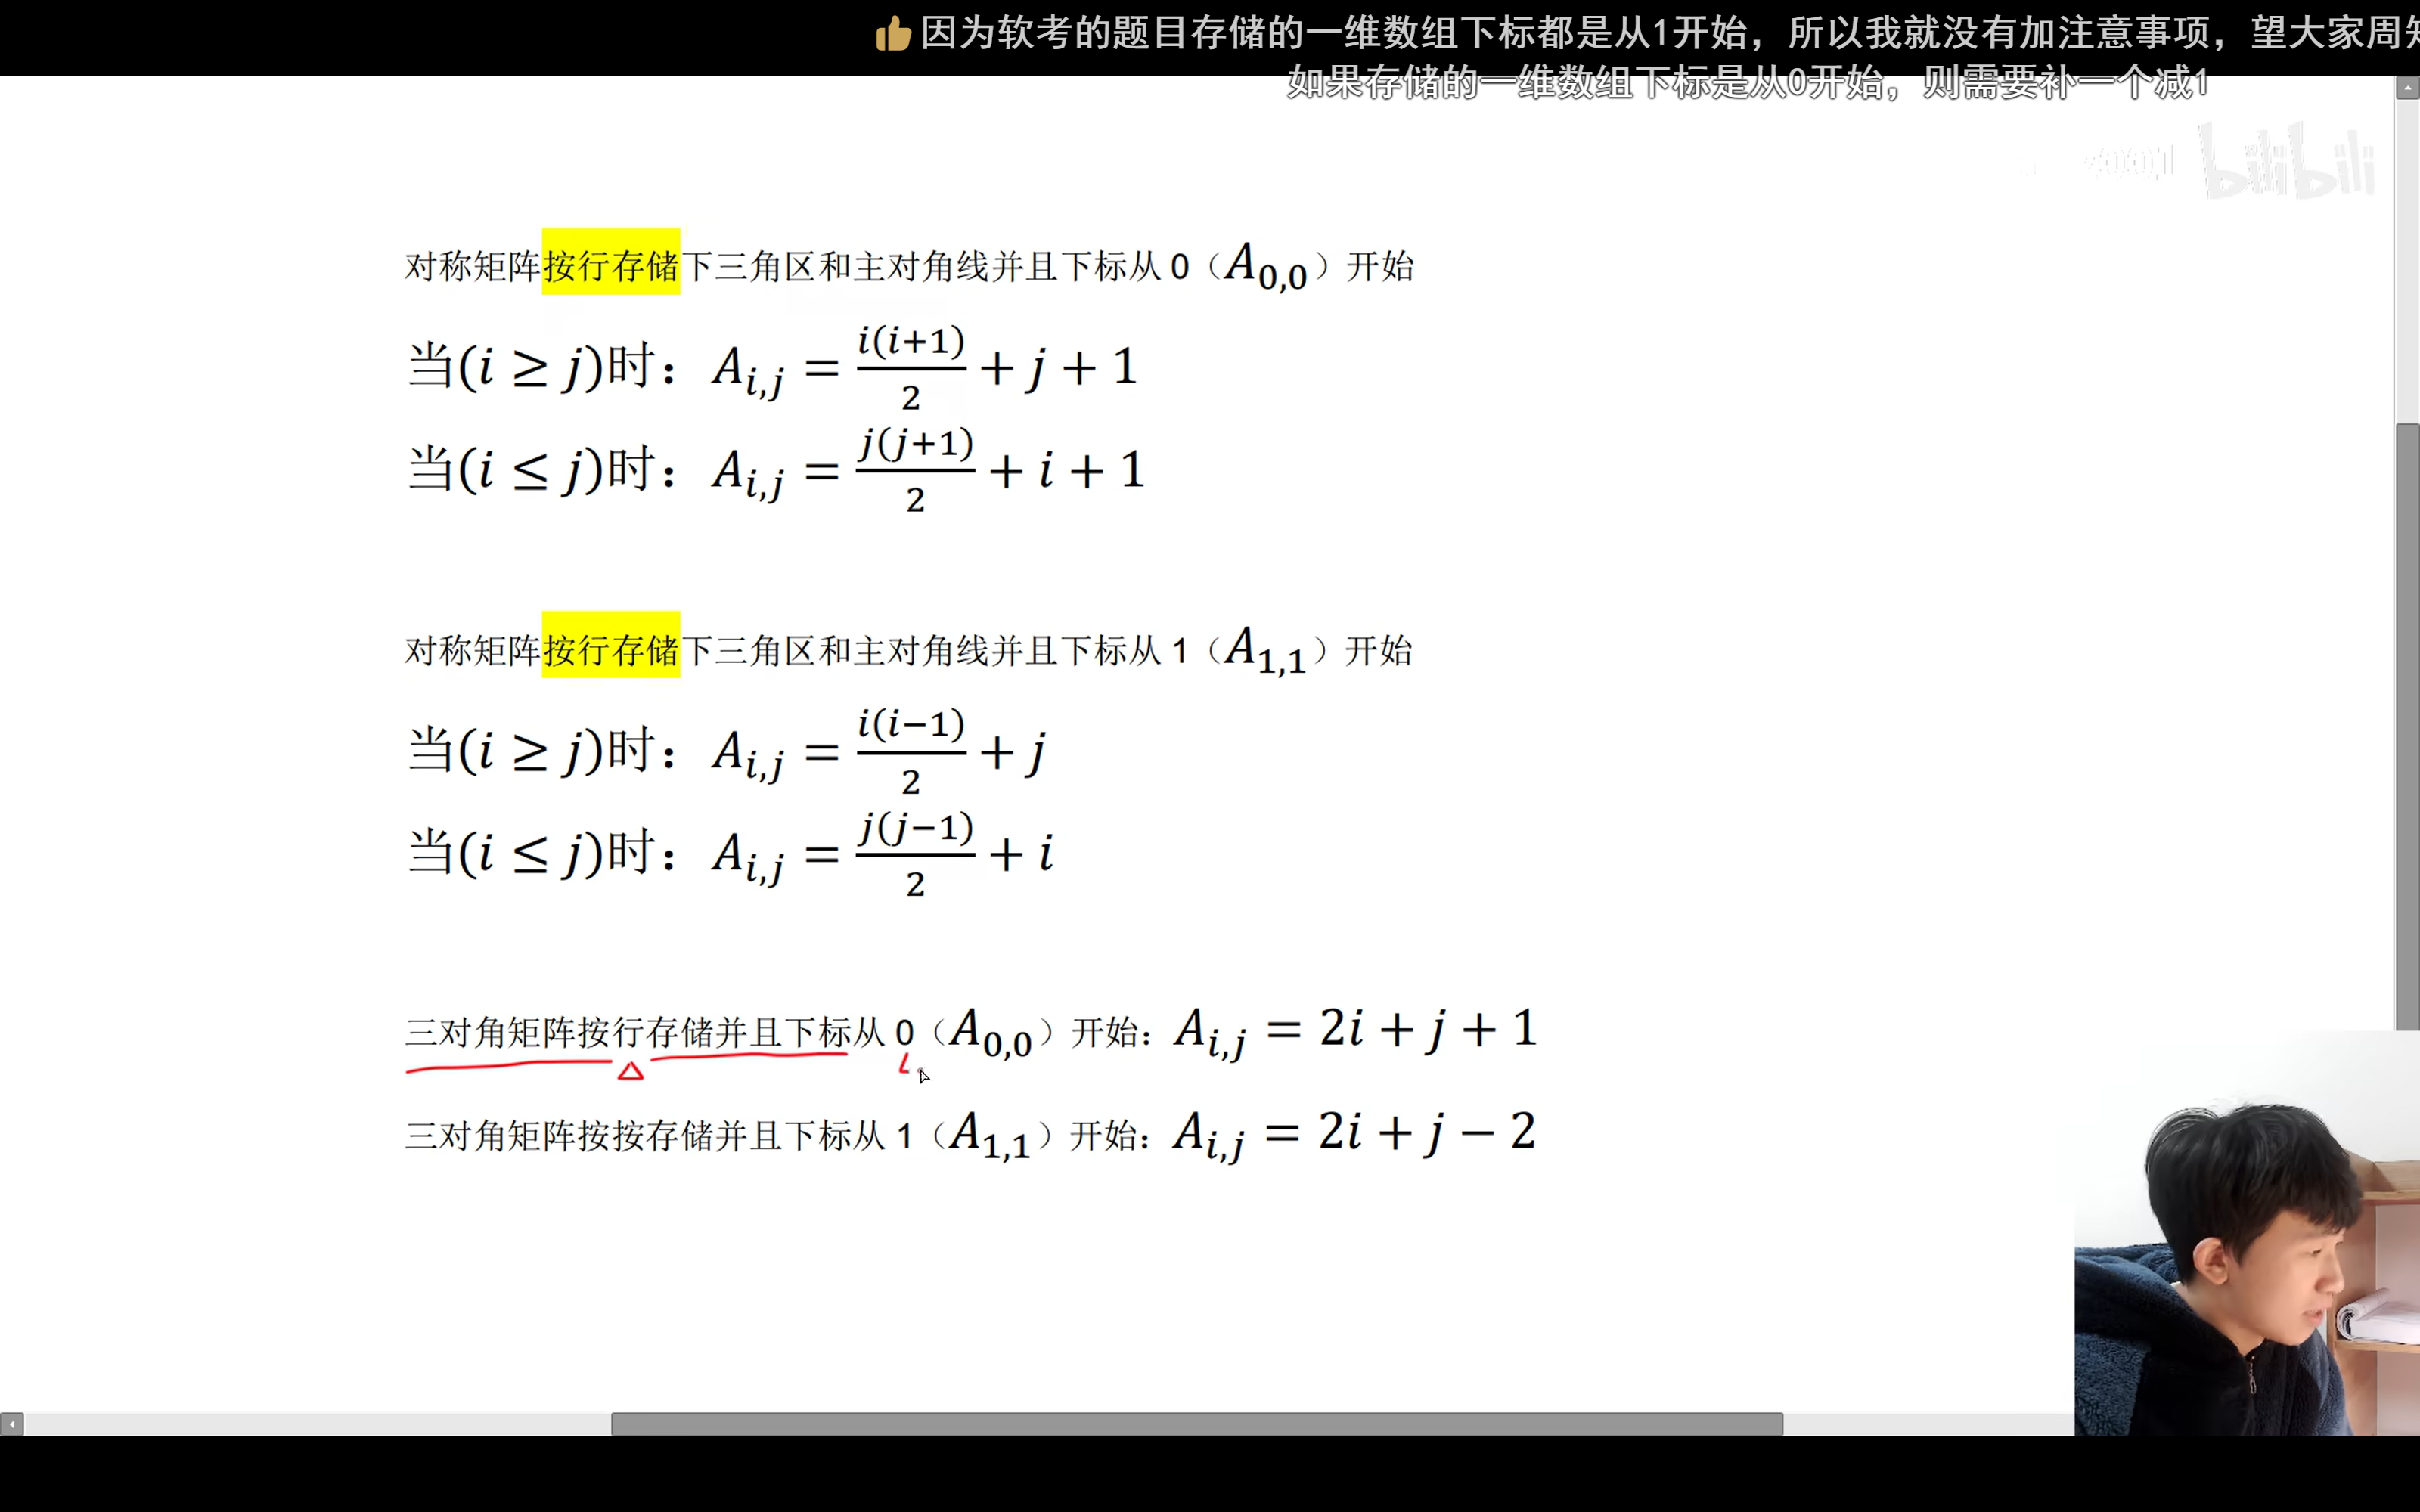 因为软考的题目存储的一维数组下标都是从1开始，所以我就没有加注意事项，望大家周
如果存储的一维数组下标是从0开始，则需要补一个减1
bilibili
对称矩阵按行存储下三角区和主对角线并且下标从 0（A_{0,0}）开始
当(i ≥ j)时：A_{i,j} = \frac{i(i+1)}{2} + j + 1
当(i ≤ j)时：A_{i,j} = \frac{j(j+1)}{2} + i + 1
对称矩阵按行存储下三角区和主对角线并且下标从 1（A_{1,1}）开始
当(i ≥ j)时：A_{i,j} = \frac{i(i−1)}{2} + j
当(i ≤ j)时：A_{i,j} = \frac{j(j−1)}{2} + i
三对角矩阵按行存储并且下标从 0（A_{0,0}）开始：A_{i,j} = 2i + j + 1
三对角矩阵按按存储并且下标从 1（A_{1,1}）开始：A_{i,j} = 2i + j − 2